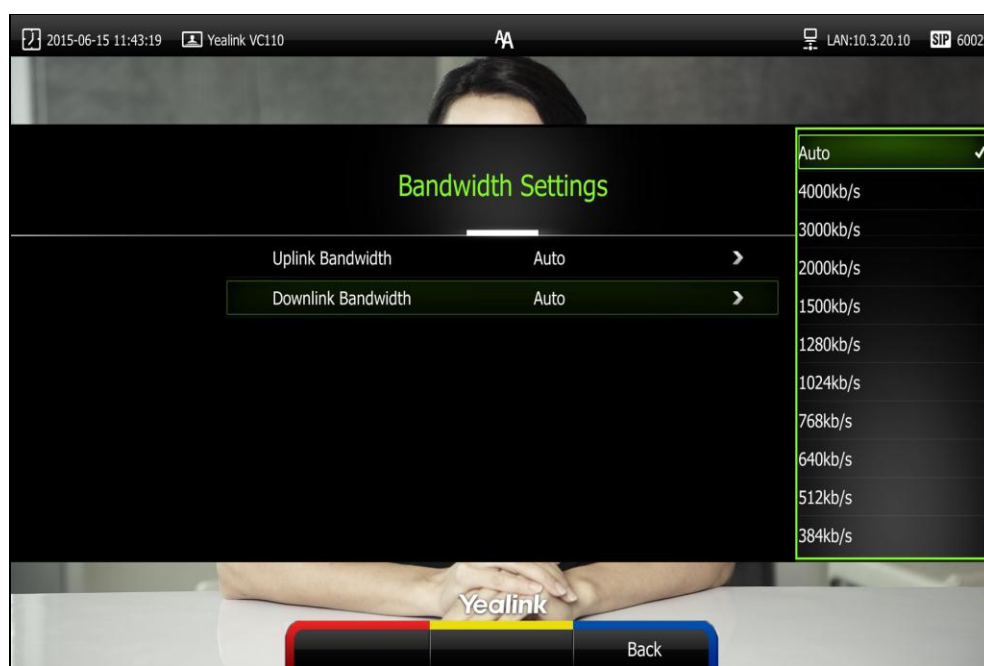 2015-06-15 11:43:19 Yealink VC110 AA LAN:10.3.20.10 SIP 6002
Bandwidth Settings
Uplink Bandwidth Auto
Downlink Bandwidth Auto
Auto
4000kb/s
3000kb/s
2000kb/s
1500kb/s
1280kb/s
1024kb/s
768kb/s
640kb/s
512kb/s
384kb/s
Yealink
Back